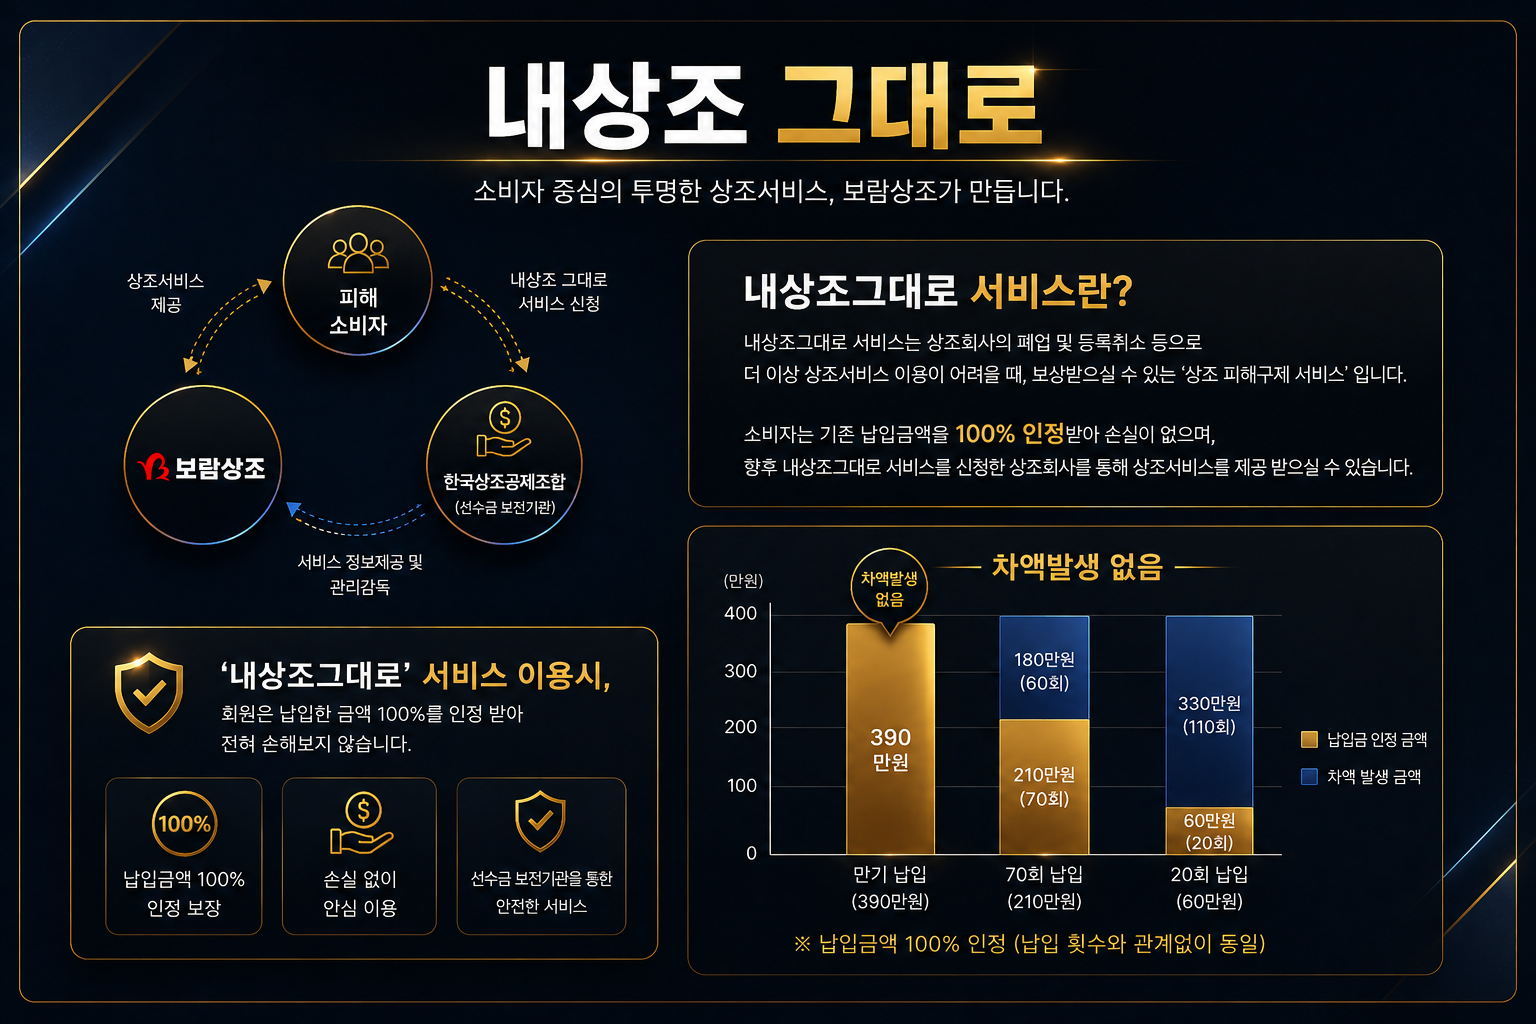 내상조 그대로
소비자 중심의 투명한 상조서비스, 보람상조가 만듭니다.
피해
소비자
상조서비스
제공
내상조 그대로
서비스 신청
보람상조
$
한국상조공제조합
(선수금 보전기관)
서비스 정보제공 및
관리감독
내상조그대로 서비스란?
내상조그대로 서비스는 상조회사의 폐업 및 등록취소 등으로
더 이상 상조서비스 이용이 어려울 때, 보상받으실 수 있는 ‘상조 피해구제 서비스’ 입니다.
소비자는 기존 납입금액을 100% 인정받아 손실이 없으며,
향후 내상조그대로 서비스를 신청한 상조회사를 통해 상조서비스를 제공 받으실 수 있습니다.
‘내상조그대로’ 서비스 이용시,
회원은 납입한 금액 100%를 인정 받아
전혀 손해보지 않습니다.
100%
납입금액 100%
인정 보장
$
손실 없이
안심 이용
선수금 보전기관을 통한
안전한 서비스
차액발생 없음
(만원)
차액발생
없음
400
300
200
100
0
390
만원
180만원
(60회)
210만원
(70회)
330만원
(110회)
60만원
(20회)
만기 납입
(390만원)
70회 납입
(210만원)
20회 납입
(60만원)
납입금 인정 금액
차액 발생 금액
※ 납입금액 100% 인정 (납입 횟수와 관계없이 동일)